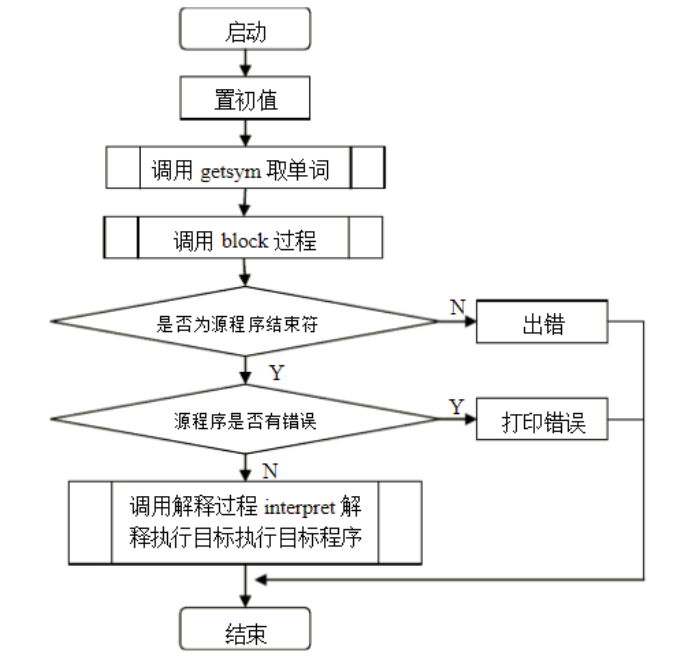 启动
置初值
调用 getsym 取单词
调用 block 过程
是否为源程序结束符
N
出错
Y
源程序是否有错误
Y
打印错误
N
调用解释过程 interpret 解
释执行目标执行目标程序
结束